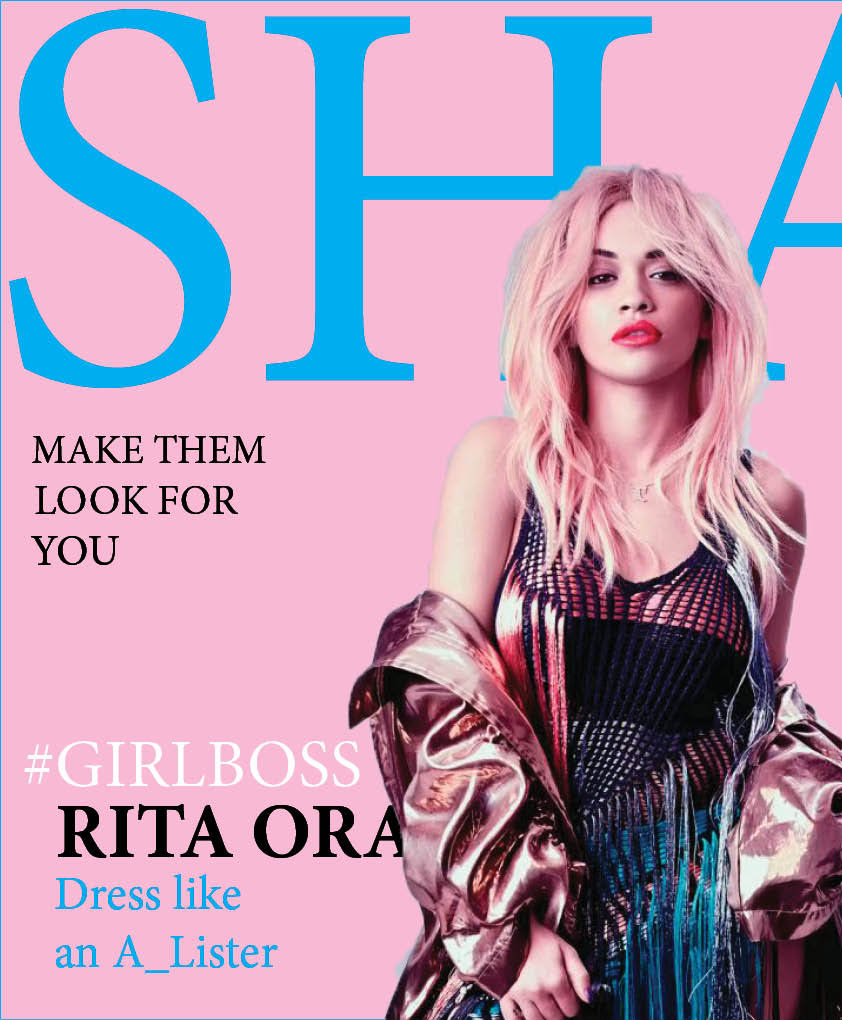 SHA
MAKE THEM
LOOK FOR
YOU
#GIRLBOSS
RITA ORA
Dress like
an A_Lister